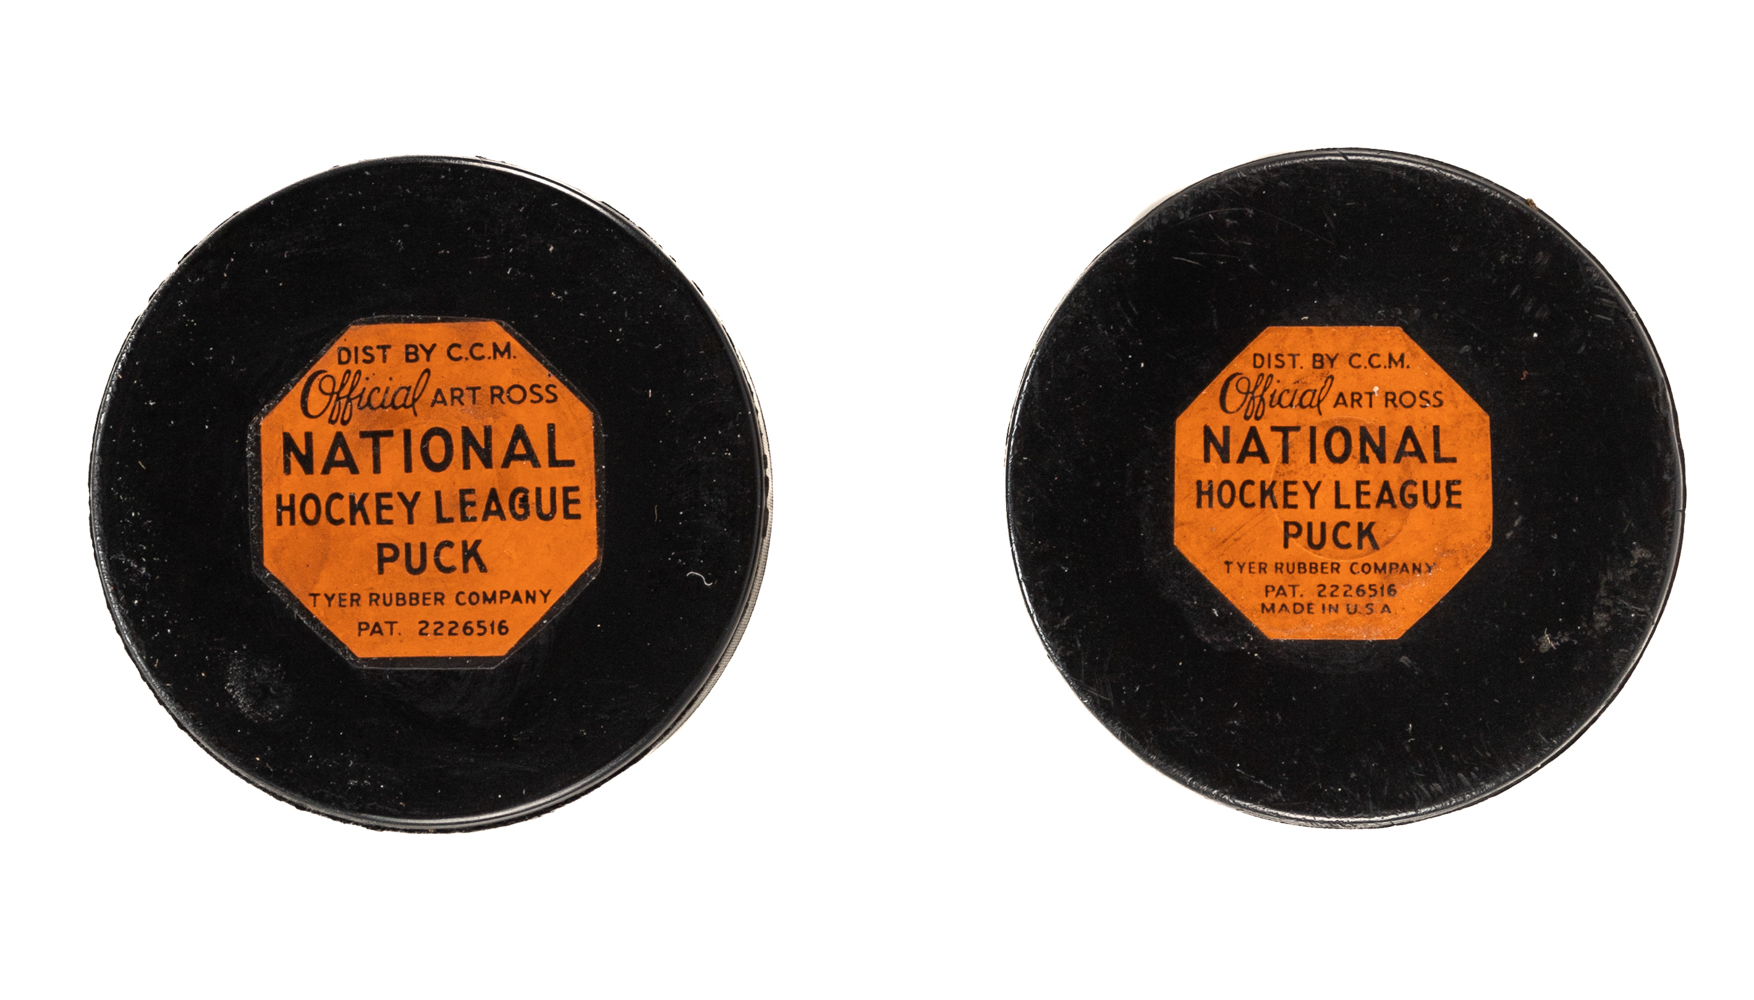 DIST BY C.C.M.
Official ART ROSS
NATIONAL
HOCKEY LEAGUE
PUCK
TYER RUBBER COMPANY
PAT. 2226516
DIST. BY C.C.M.
Official ART ROSS
NATIONAL
HOCKEY LEAGUE
PUCK
TYER RUBBER COMPANY
PAT. 2226516
MADE IN U.S.A.